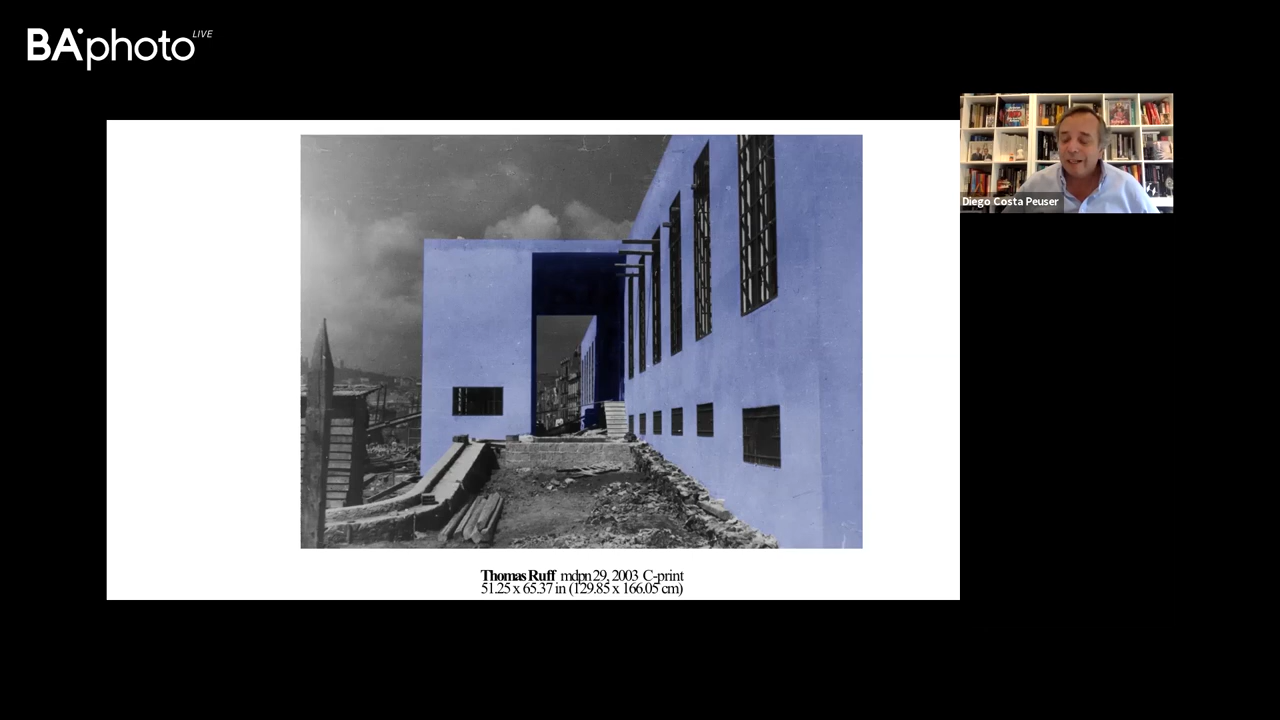 BAphoto LIVE
Diego Costa Peuser
Thomas Ruff mdpn 29, 2003 C-print
51.25 x 65.37 in (129.85 x 166.05 cm)